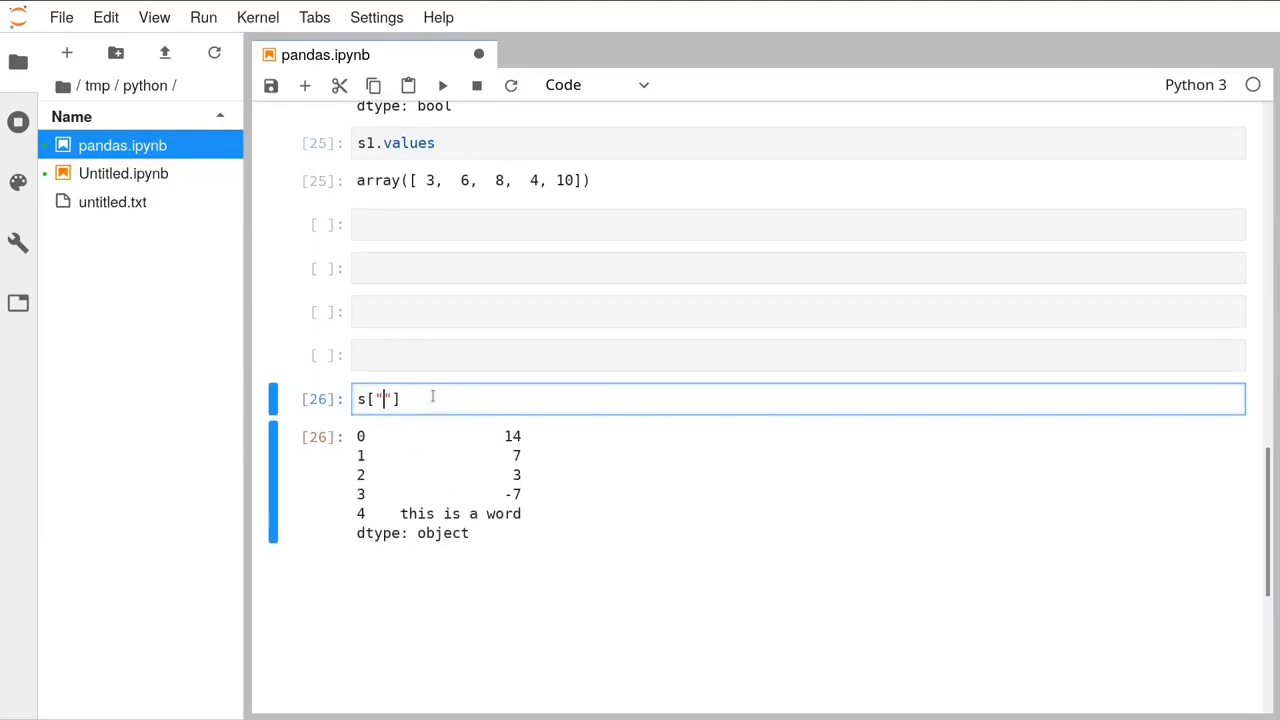 File Edit View Run Kernel Tabs Settings Help
pandas.ipynb
/ tmp / python /
Code
Python 3
Name
pandas.ipynb
Untitled.ipynb
untitled.txt
dtype: bool
[25]: s1.values
[25]: array([ 3,  6,  8,  4, 10])
[ ]:
[ ]:
[ ]:
[ ]:
[26]: s[""]
[26]: 0 14
1 7
2 3
3 -7
4 this is a word
dtype: object